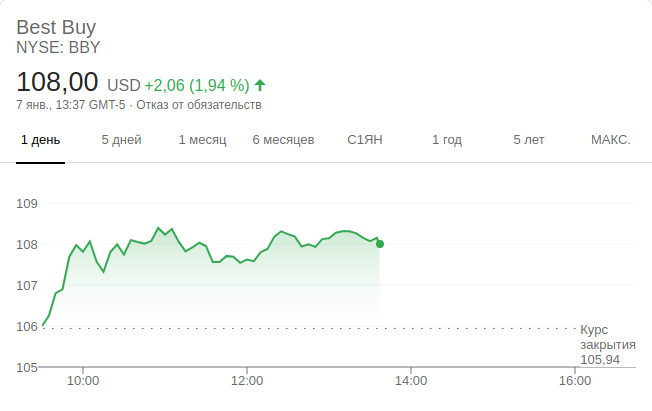 Best Buy
NYSE: BBY
108,00 USD +2,06 (1,94 %)
7 янв., 13:37 GMT-5 · Отказ от обязательств
1 день 5 дней 1 месяц 6 месяцев С1ЯН 1 год 5 лет МАКС.
109
108
107
106
Курс
закрытия
105,94
105
10:00 12:00 14:00 16:00